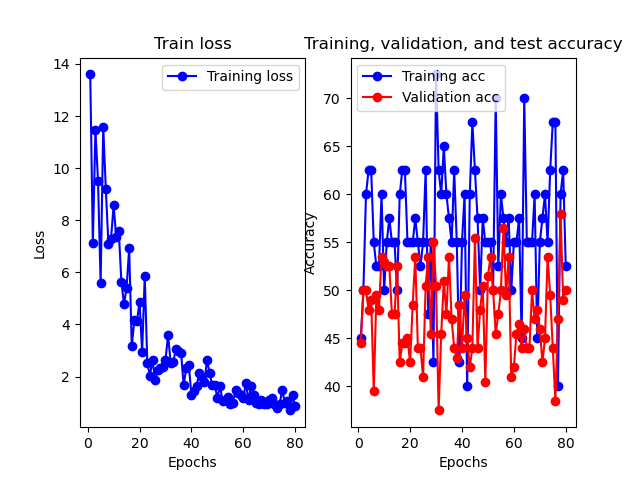 Train loss
Training, validation, and test accuracy
Training loss
Training acc
Validation acc
14
12
10
8
6
4
2
Loss
0
20
40
60
80
Epochs
70
65
60
55
50
45
40
Accuracy
0
20
40
60
80
Epochs